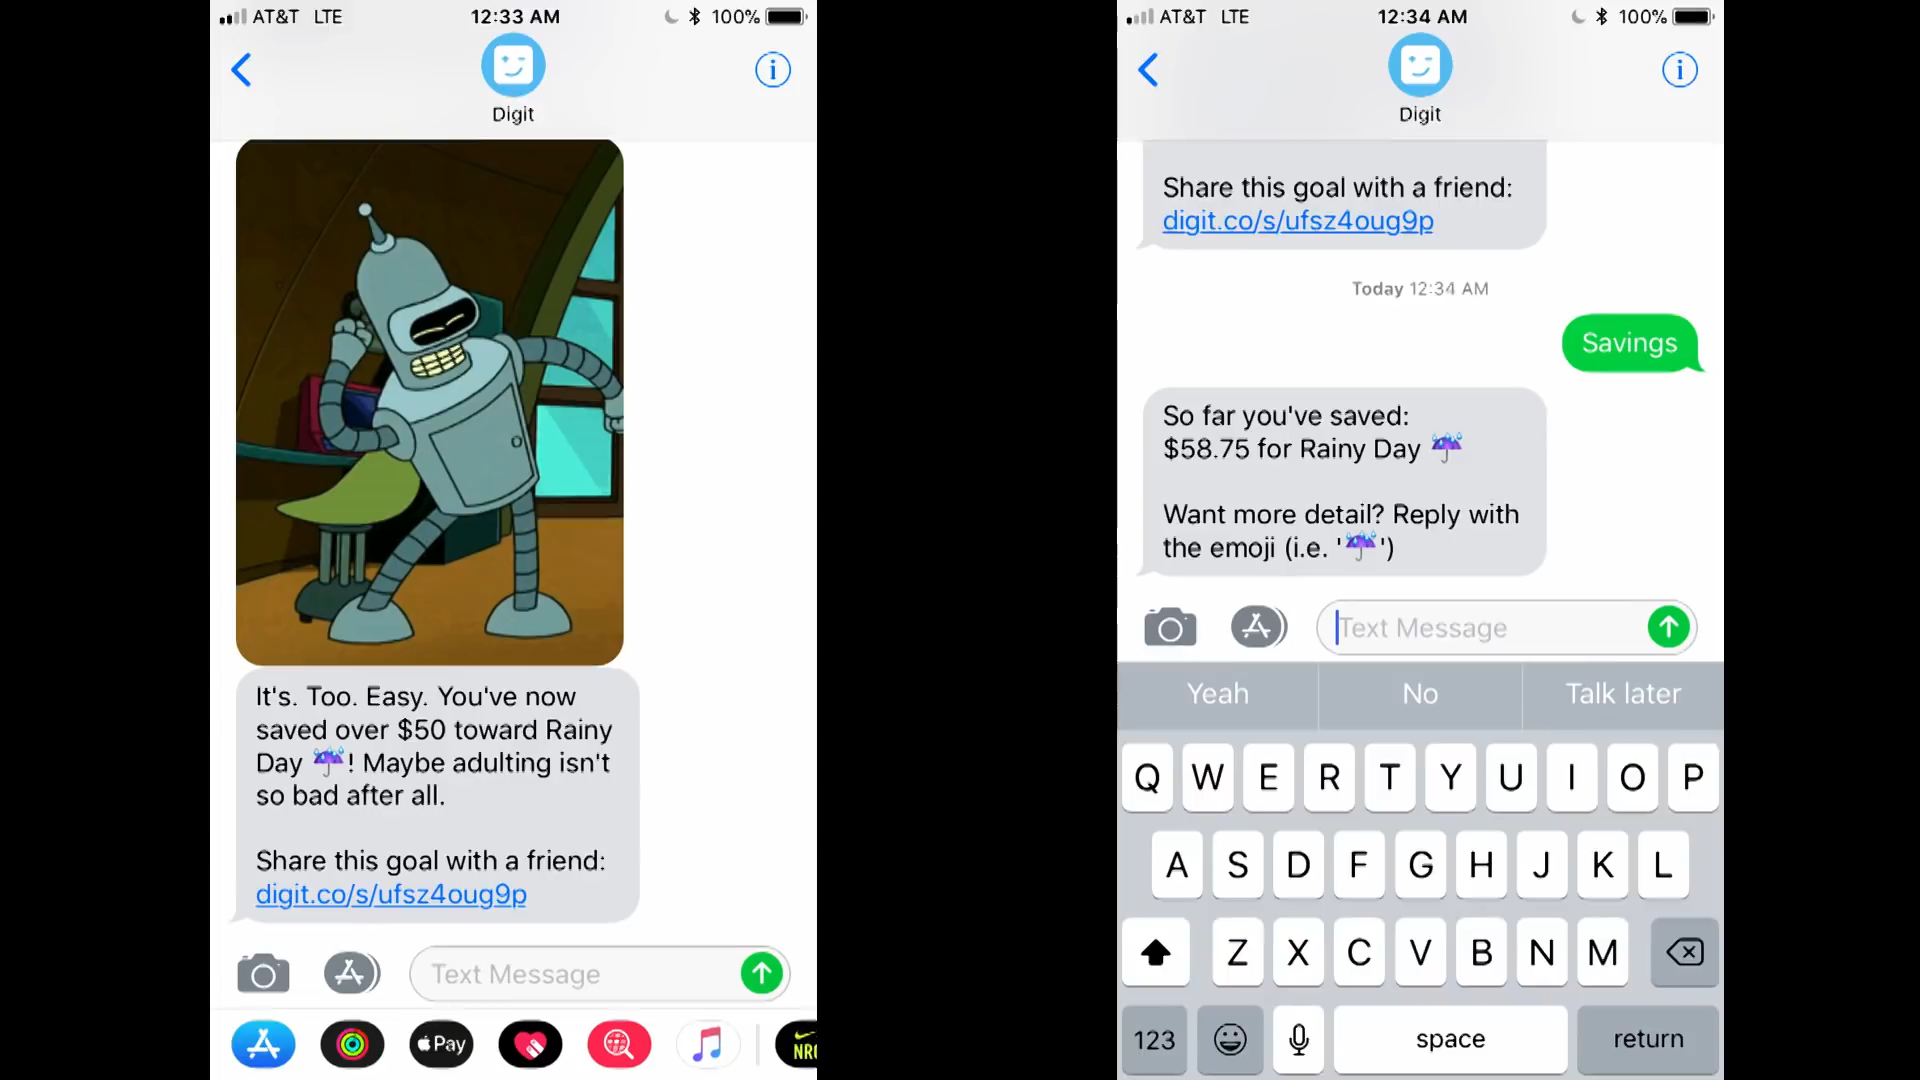 AT&T LTE 12:33 AM 100%
Digit
It's. Too. Easy. You've now
saved over $50 toward Rainy
Day ☔! Maybe adulting isn't
so bad after all.
Share this goal with a friend:
digit.co/s/ufsz4oug9p
Text Message
Pay
NRC
AT&T LTE 12:34 AM 100%
Digit
Share this goal with a friend:
digit.co/s/ufsz4oug9p
Today 12:34 AM
Savings
So far you've saved:
$58.75 for Rainy Day ☔
Want more detail? Reply with
the emoji (i.e. '☔')
Text Message
Yeah No Talk later
Q W E R T Y U I O P
A S D F G H J K L
Z X C V B N M
123 space return